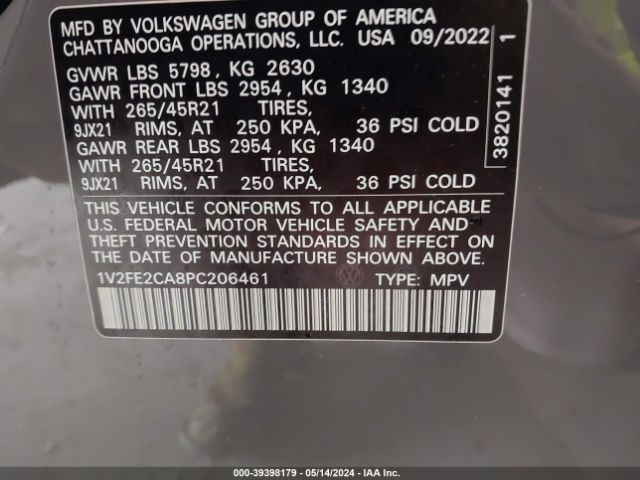 MFD BY VOLKSWAGEN GROUP OF AMERICA
CHATTANOOGA OPERATIONS, LLC. USA 09/2022
GVWR LBS 5798, KG 2630
GAWR FRONT LBS 2954, KG 1340
WITH 265/45R21 TIRES,
9JX21 RIMS, AT 250 KPA, 36 PSI COLD
GAWR REAR LBS 2954, KG 1340
WITH 265/45R21 TIRES,
9JX21 RIMS, AT 250 KPA, 36 PSI COLD
THIS VEHICLE CONFORMS TO ALL APPLICABLE
U.S. FEDERAL MOTOR VEHICLE SAFETY AND
THEFT PREVENTION STANDARDS IN EFFECT ON
THE DATE OF MANUFACTURE SHOWN ABOVE.
1V2FE2CA8PC206461 TYPE: MPV
3820141 1
© IAA - 39398179 - 05/14/2024 - IAA Inc.